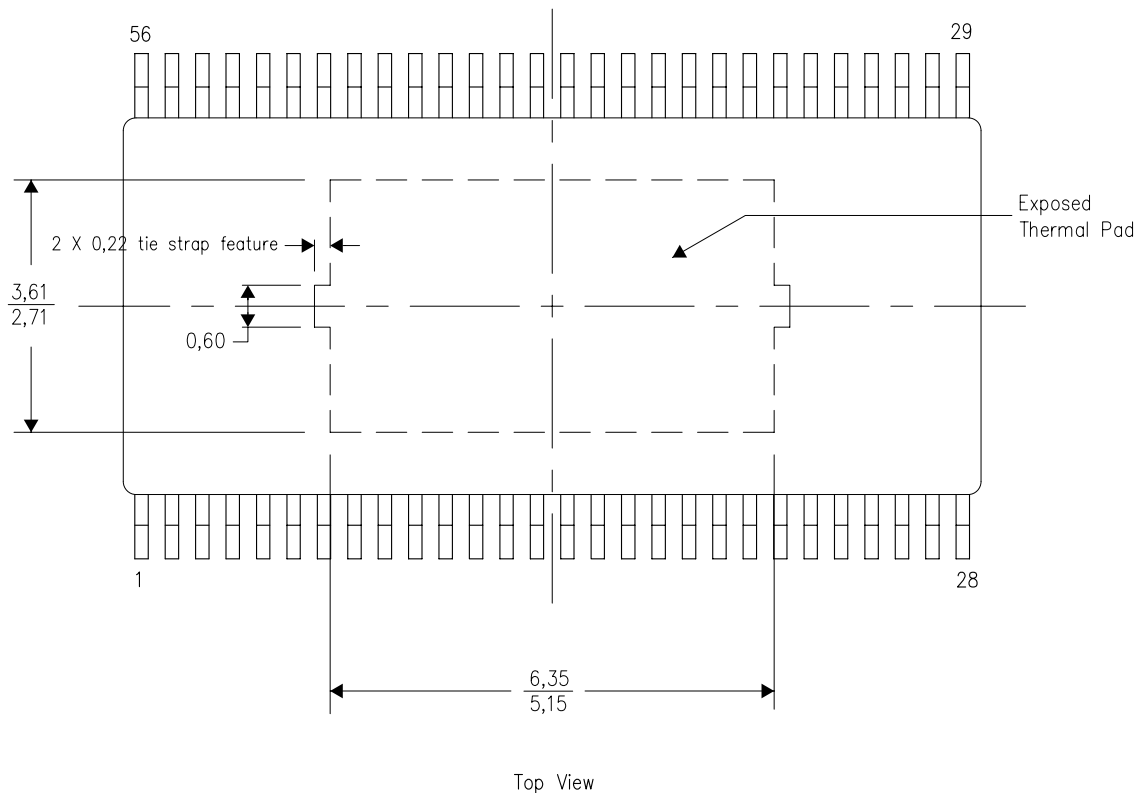 56
29
Exposed
Thermal Pad
2 X 0,22 tie strap feature
3,61
2,71
0,60
1
28
6,35
5,15
Top View